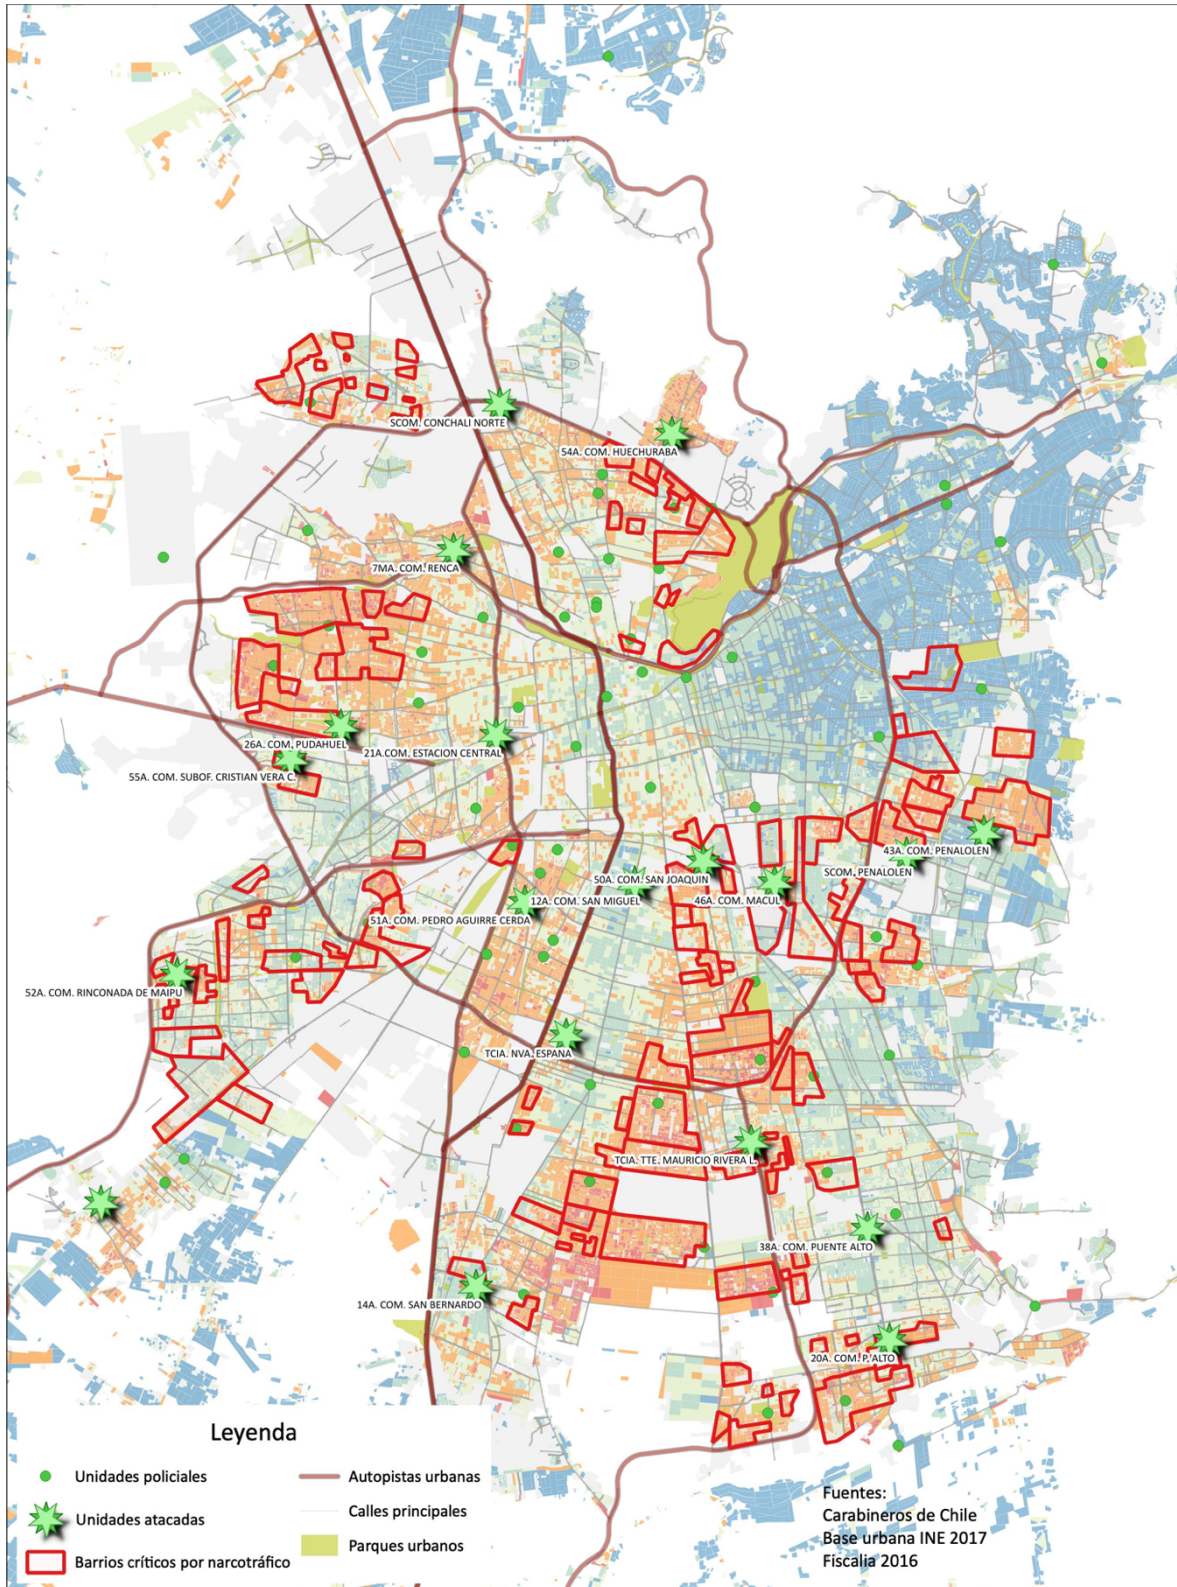 SCOM. CONCHALI NORTE
54A. COM. HUECHURABA
7MA. COM. RENCA
26A. COM. PUDAHUEL
21A.COM. ESTACION CENTRAL
55A. COM. SUBOF. CRISTIAN VERA C.
43A. COM. PENALOLEN
SCOM. PENALOLEN
50A. COM. SAN JOAQUIN
12A. COM. SAN MIGUEL
46A. COM. MACUL
51A. COM. PEDRO AGUIRRE CERDA
52A. COM. RINCONADA DE MAIPU
TCIA. NVA. ESPANA
TCIA. TTE. MAURICIO RIVERA L.
38A. COM. PUENTE ALTO
14A. COM. SAN BERNARDO
20A. COM. P. ALTO
Leyenda
Unidades policiales
Unidades atacadas
Barrios críticos por narcotráfico
Autopistas urbanas
Calles principales
Parques urbanos
Fuentes:
Carabineros de Chile
Base urbana INE 2017
Fiscalia 2016